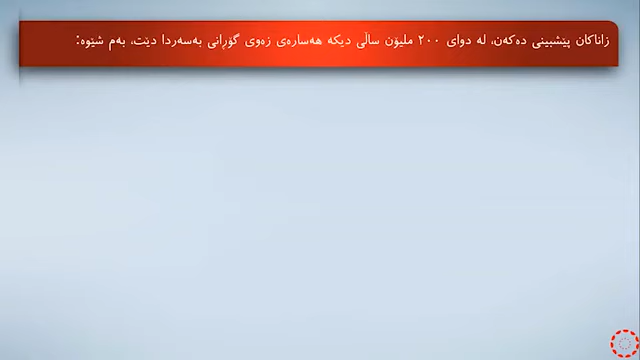 زاناکان پێشبینی دەکەن، لە دوای ٢٠٠ ملیۆن ساڵی دیکە هەسارەی زەوی گۆڕانی بەسەردا دێت، بەم شێوە: